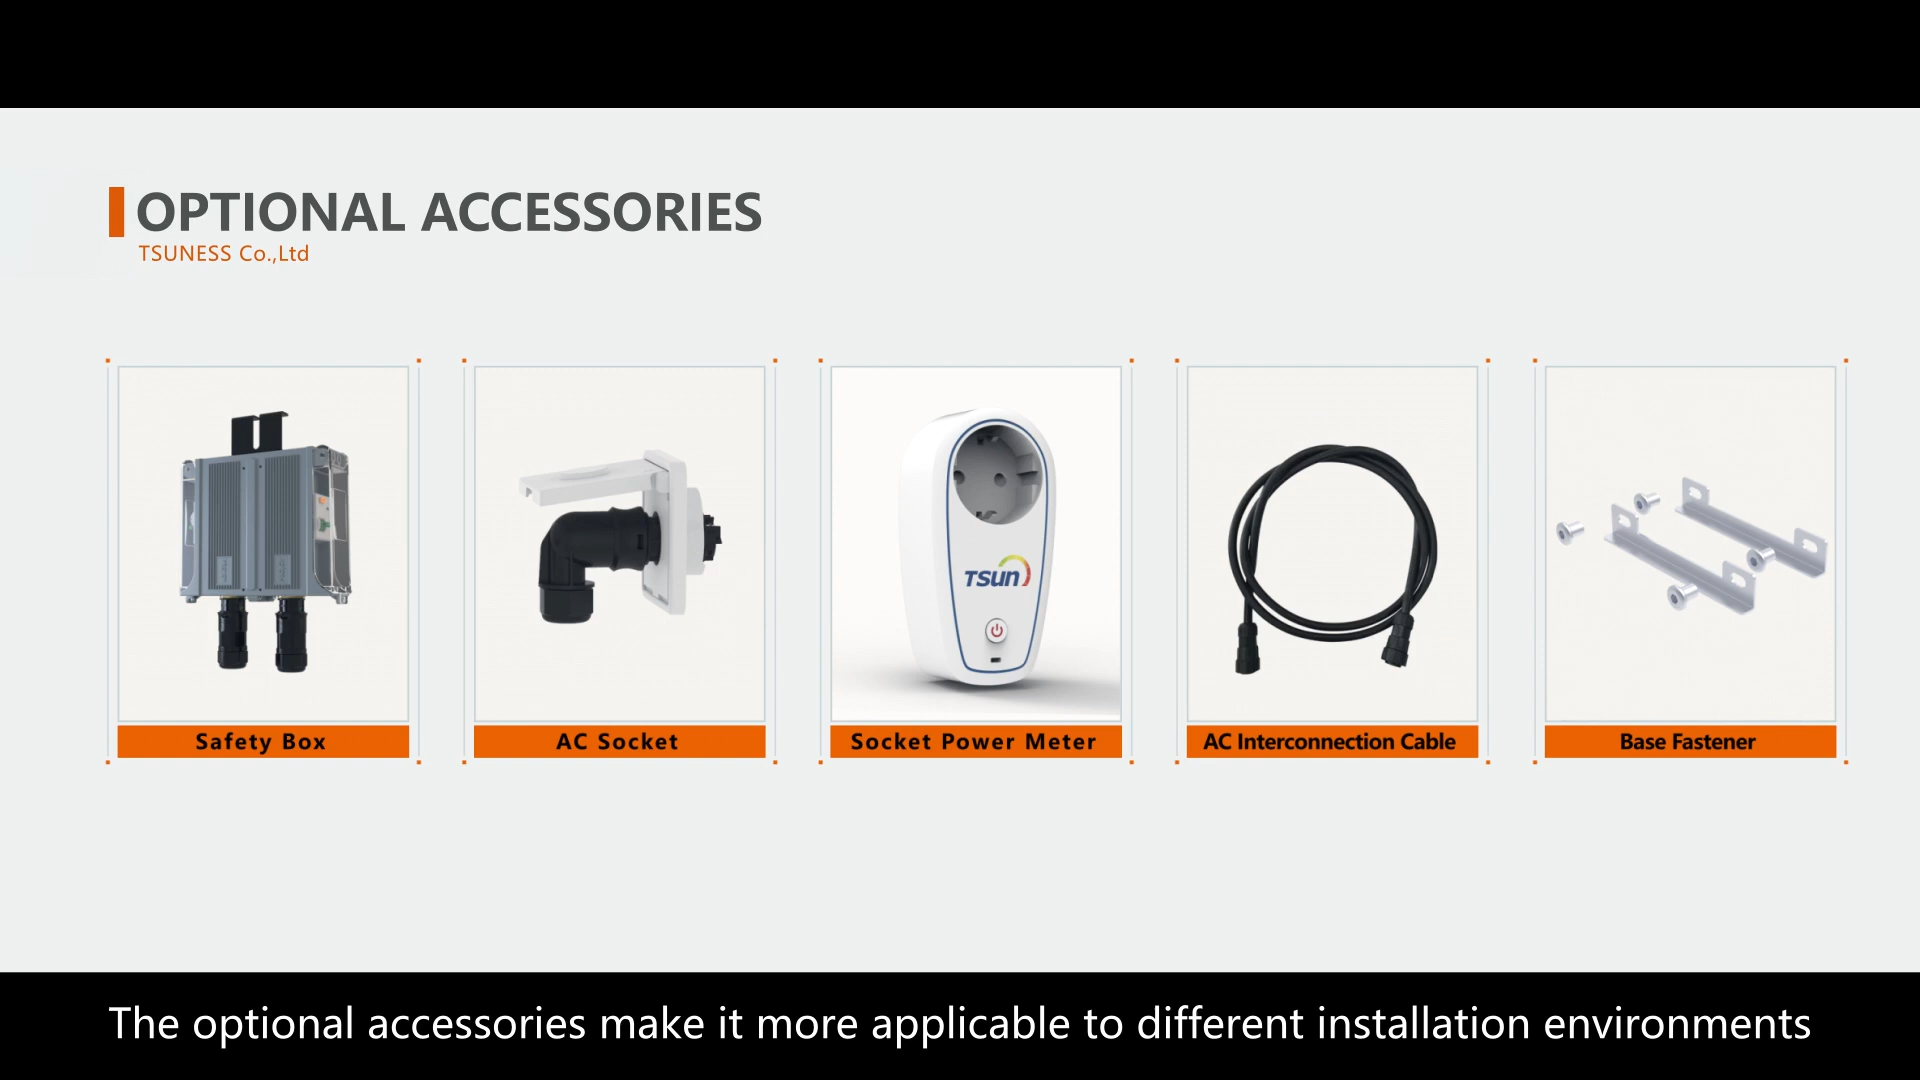 OPTIONAL ACCESSORIES
TSUNESS Co.,Ltd
TSUN
Safety Box
AC Socket
Socket Power Meter
AC Interconnection Cable
Base Fastener
The optional accessories make it more applicable to different installation environments